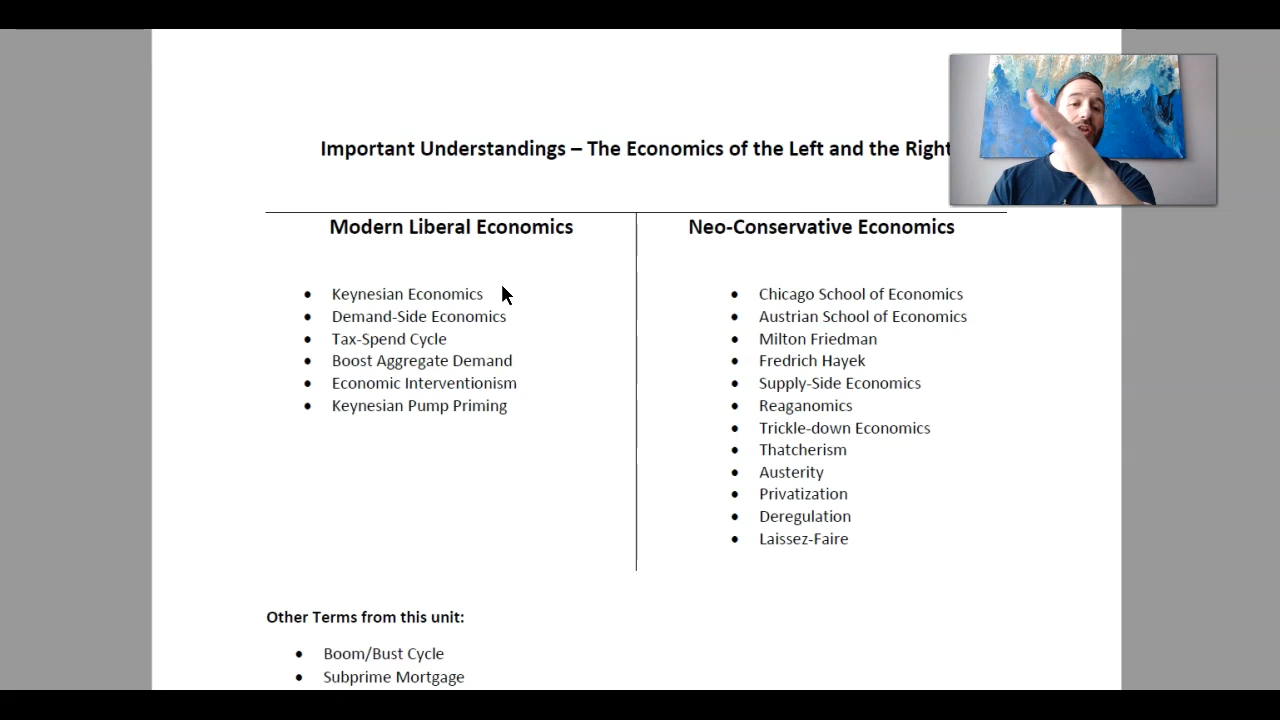 Important Understandings – The Economics of the Left and the Right
Modern Liberal Economics
• Keynesian Economics
• Demand-Side Economics
• Tax-Spend Cycle
• Boost Aggregate Demand
• Economic Interventionism
• Keynesian Pump Priming
Neo-Conservative Economics
• Chicago School of Economics
• Austrian School of Economics
• Milton Friedman
• Fredrich Hayek
• Supply-Side Economics
• Reaganomics
• Trickle-down Economics
• Thatcherism
• Austerity
• Privatization
• Deregulation
• Laissez-Faire
Other Terms from this unit:
• Boom/Bust Cycle
• Subprime Mortgage